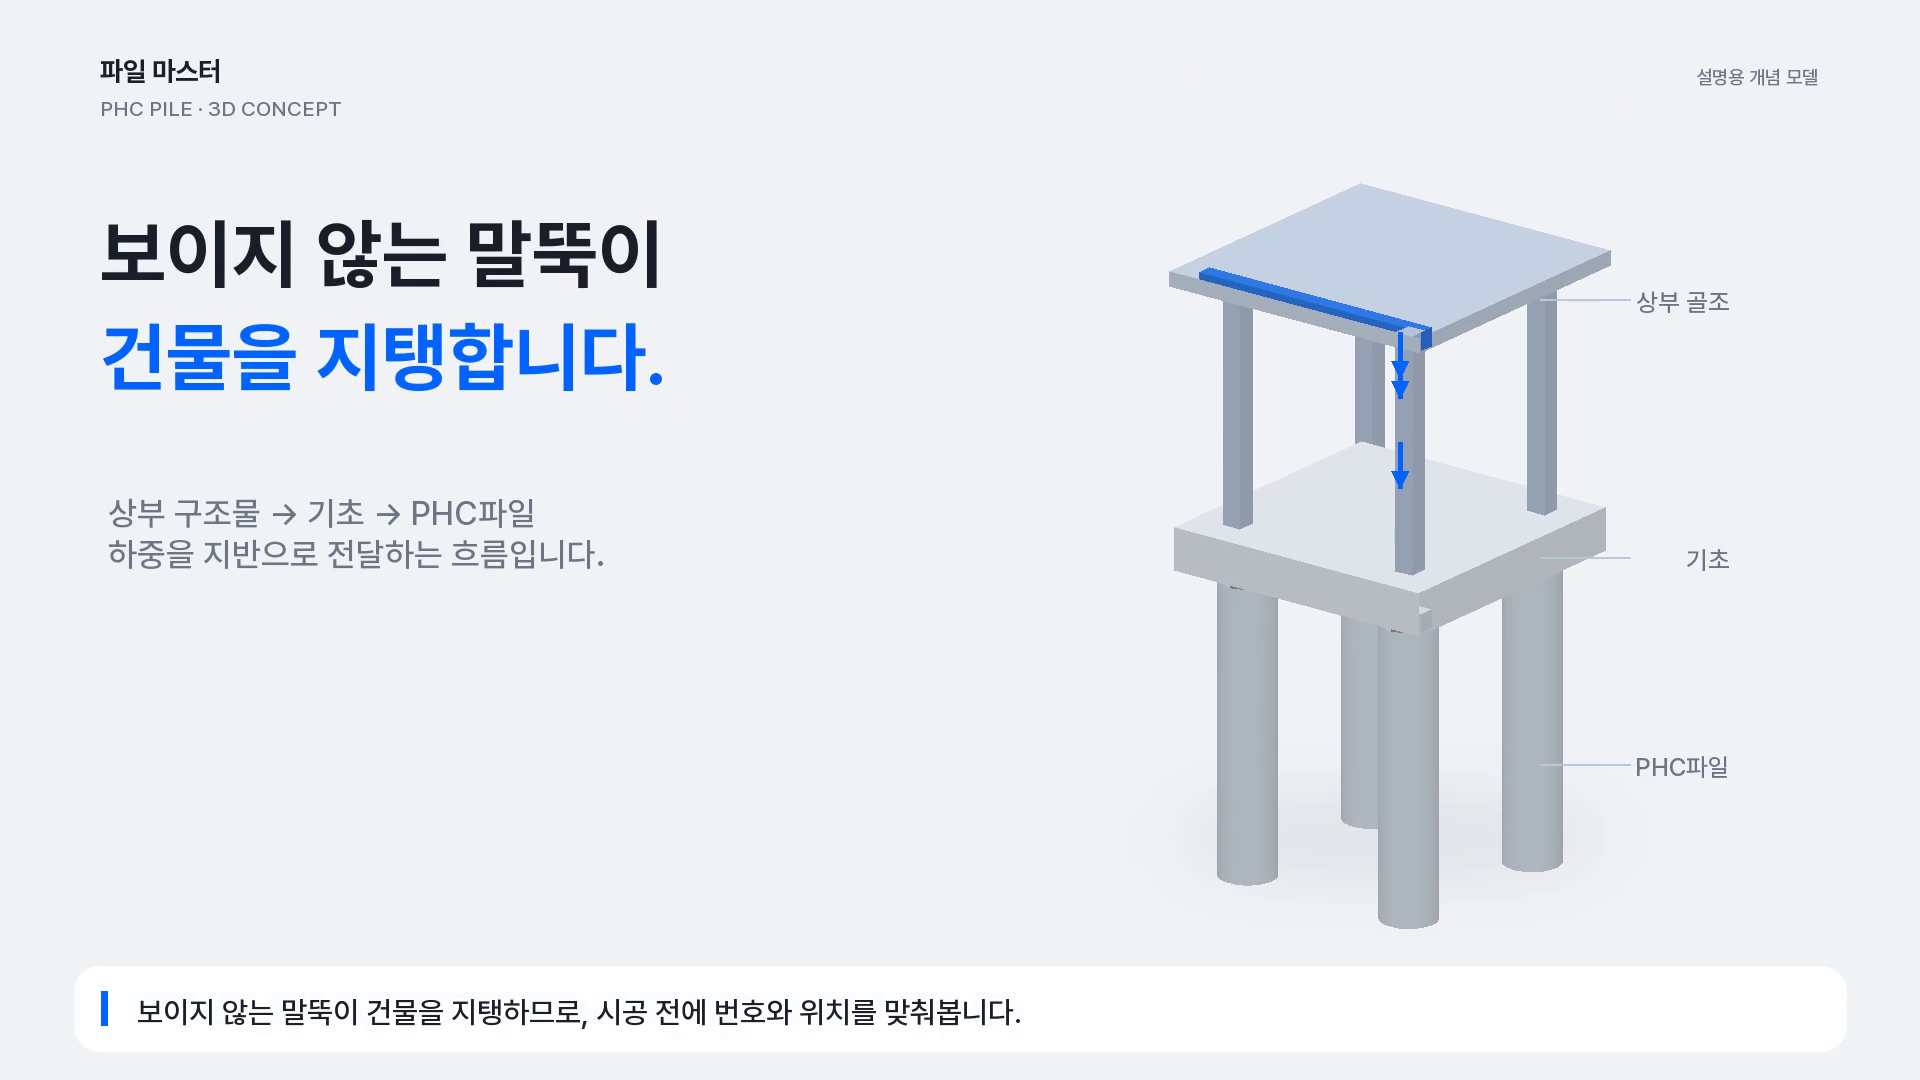 파일 마스터
PHC PILE · 3D CONCEPT
설명용 개념 모델
보이지 않는 말뚝이
건물을 지탱합니다.
상부 구조물 → 기초 → PHC파일
하중을 지반으로 전달하는 흐름입니다.
상부 골조
기초
PHC파일
보이지 않는 말뚝이 건물을 지탱하므로, 시공 전에 번호와 위치를 맞춰봅니다.